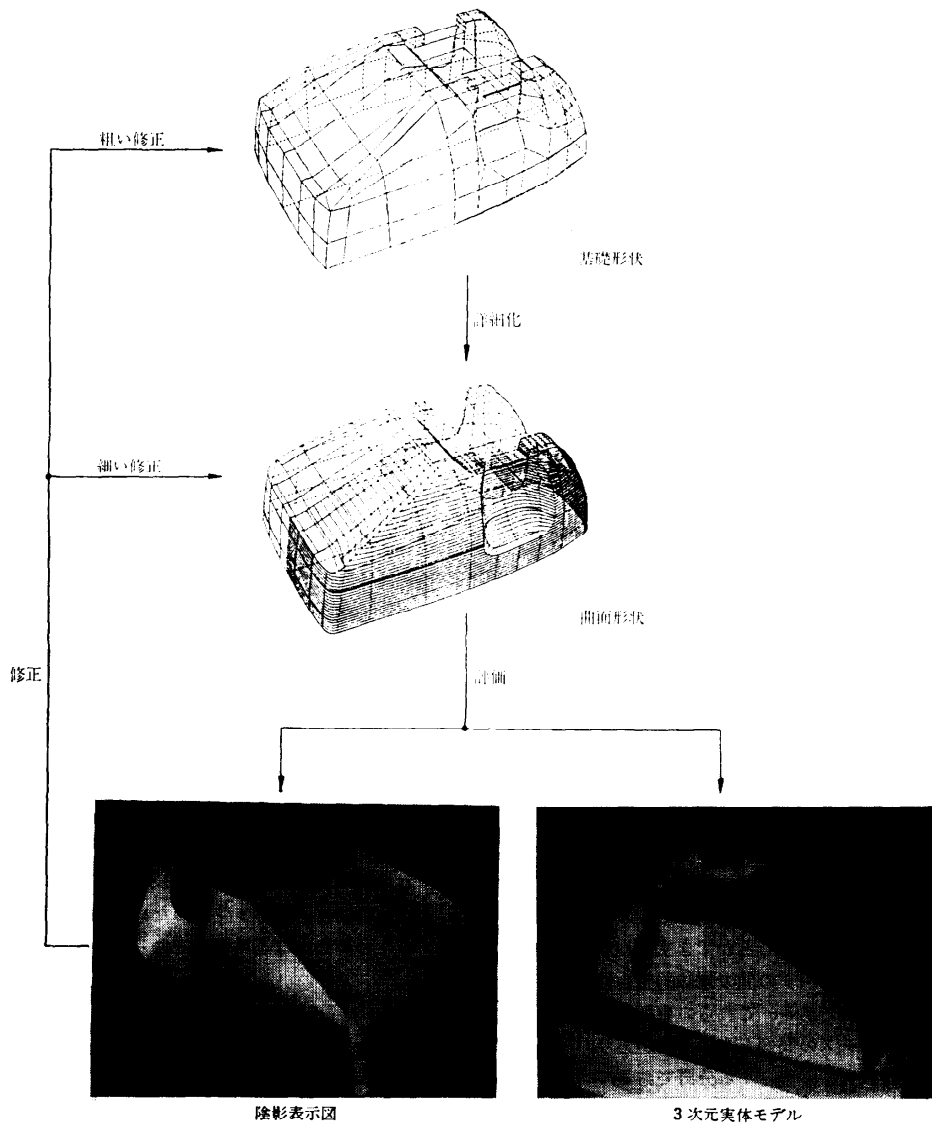 粗い修正
基礎形状
詳細化
細い修正
曲面形状
修正
評価
陰影表示図
3次元実体モデル